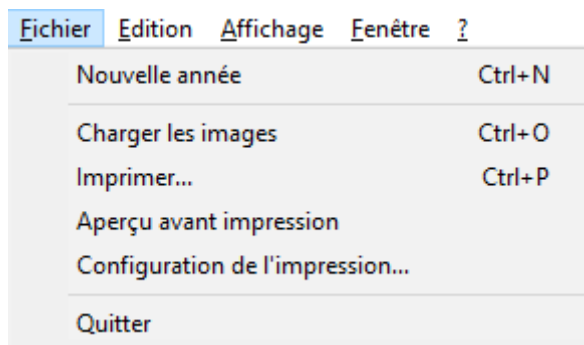 Fichier Edition Affichage Fenêtre ?
Nouvelle année Ctrl+N
Charger les images Ctrl+O
Imprimer... Ctrl+P
Aperçu avant impression
Configuration de l'impression...
Quitter